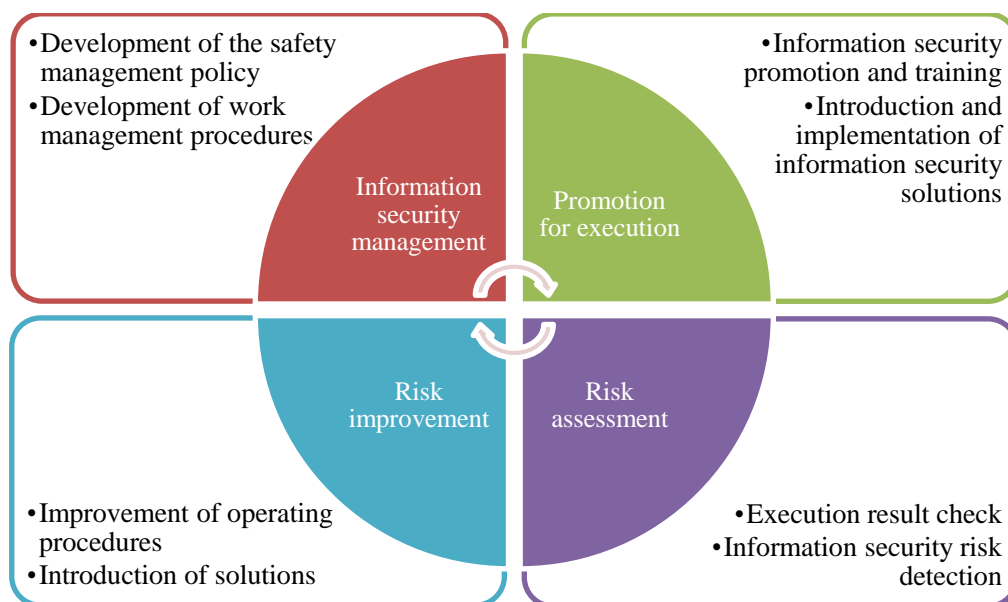 •Development of the safety
management policy
•Development of work
management procedures
•Information security
promotion and training
•Introduction and
implementation of
information security
solutions
Information
security
management
Promotion
for execution
Risk
improvement
Risk
assessment
•Improvement of operating
procedures
•Introduction of solutions
•Execution result check
•Information security risk
detection